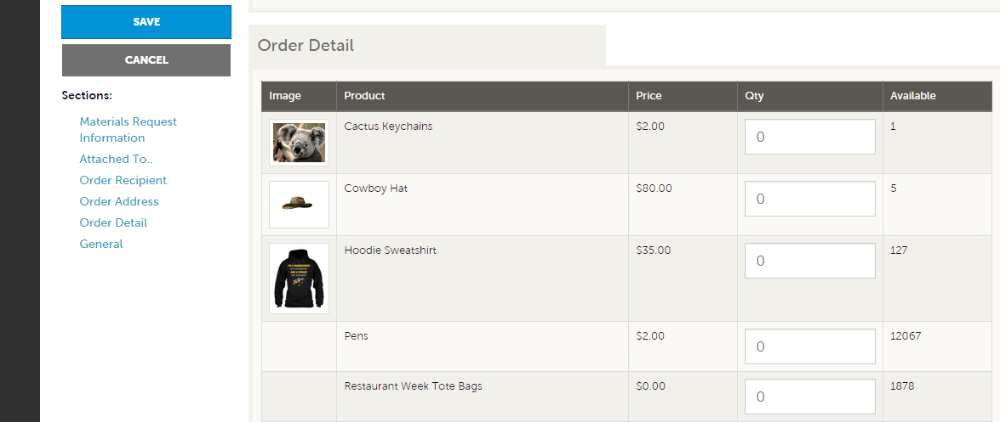 SAVE
CANCEL
Sections:
Materials Request
Information
Attached To..
Order Recipient
Order Address
Order Detail
General
Order Detail
Image Product Price Qty Available
Cactus Keychains $2.00 0 1
Cowboy Hat $80.00 0 5
Hoodie Sweatshirt $35.00 0 127
Pens $2.00 0 12067
Restaurant Week Tote Bags $0.00 0 1878